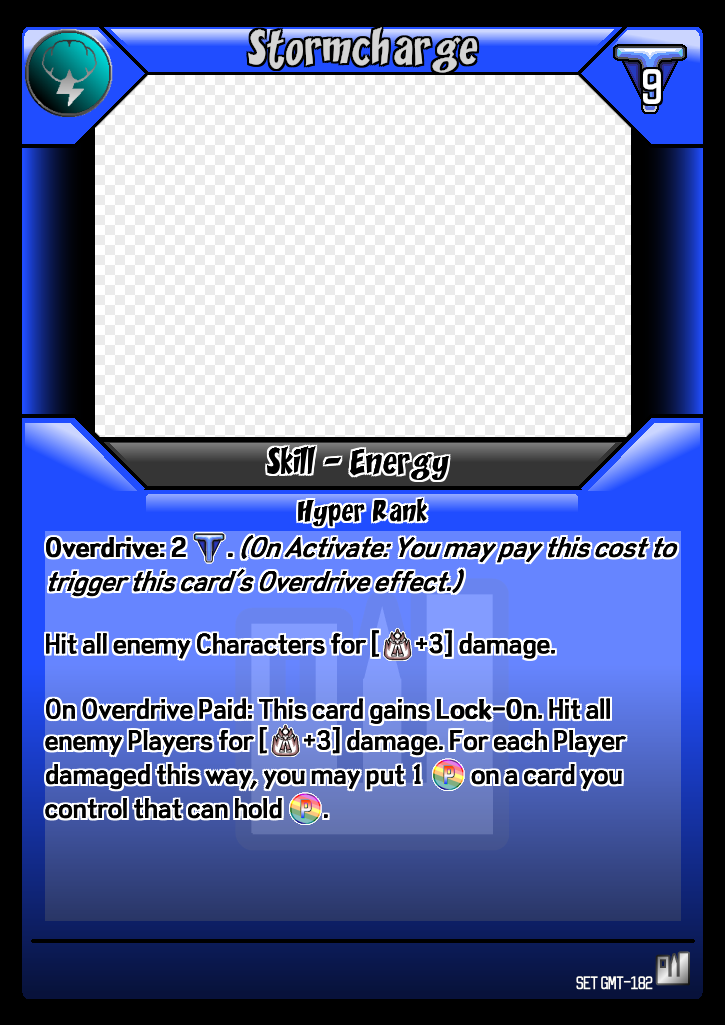 Stormcharge
9
Skill - Energy
Hyper Rank
Overdrive: 2 . (On Activate: You may pay this cost to
trigger this card's Overdrive effect.)
Hit all enemy Characters for [ +3] damage.
On Overdrive Paid: This card gains Lock-On. Hit all
enemy Players for [ +3] damage. For each Player
damaged this way, you may put 1 P on a card you
control that can hold P.
SET GMT-182